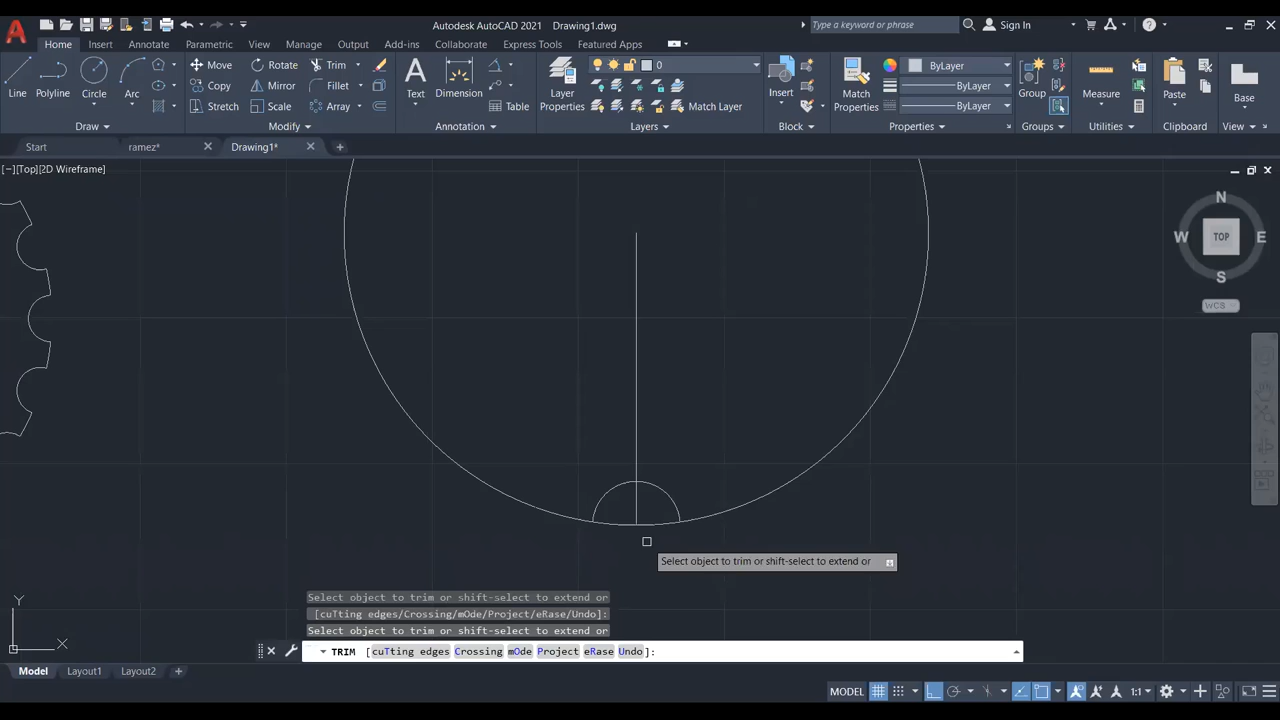 Autodesk AutoCAD 2021 Drawing1.dwg
Type a keyword or phrase
Sign In
Home Insert Annotate Parametric View Manage Output Add-ins Collaborate Express Tools Featured Apps
Line
Polyline
Circle
Arc
Move
Rotate
Trim
Copy
Mirror
Fillet
Stretch
Scale
Array
Text
Dimension
Table
Layer
Properties
0
Match Layer
Insert
Match
Properties
ByLayer
ByLayer
ByLayer
Group
Measure
Paste
Base
Draw
Modify
Annotation
Layers
Block
Properties
Groups
Utilities
Clipboard
View
Start
ramez*
Drawing1*
[−][Top][2D Wireframe]
N
W
TOP
E
S
WCS
Select object to trim or shift-select to extend or
Select object to trim or shift-select to extend or
[cuTting edges/Crossing/mOde/Project/eRase/Undo]:
Select object to trim or shift-select to extend or
TRIM [cuTting edges Crossing mOde Project eRase Undo]:
Y
X
Model Layout1 Layout2
MODEL
1:1